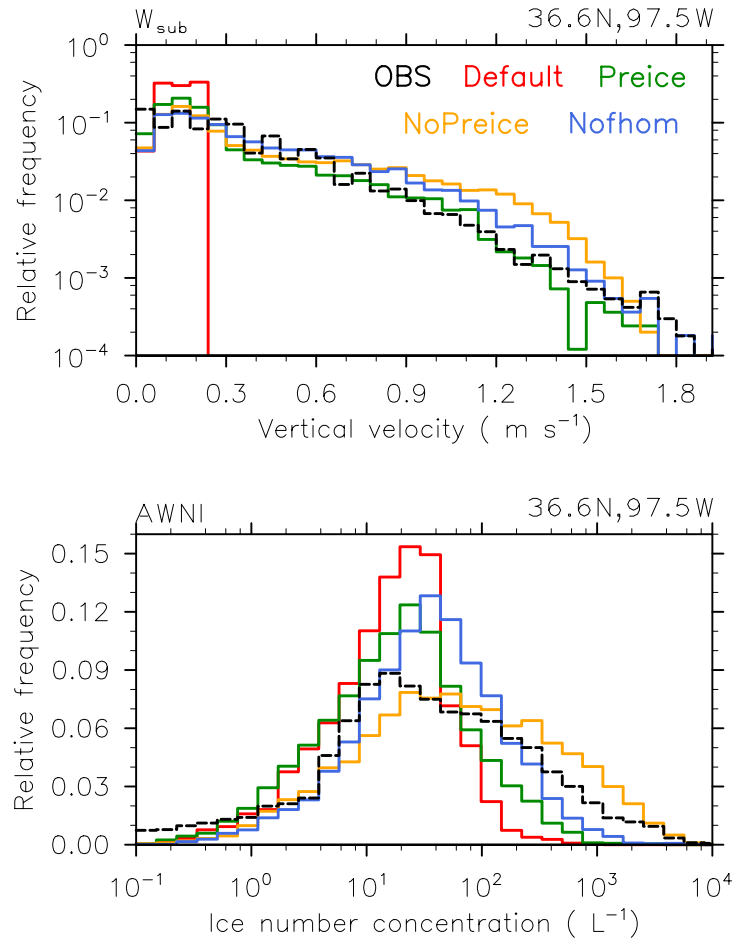 W_sub 36.6N,97.5W
10^0
10^-1
10^-2
10^-3
10^-4
Relative frequency
OBS Default Preice
NoPreice Nofhom
0.0 0.3 0.6 0.9 1.2 1.5 1.8
Vertical velocity ( m s^-1)
AWNI 36.6N,97.5W
0.15
0.12
0.09
0.06
0.03
0.00
Relative frequency
10^-1 10^0 10^1 10^2 10^3 10^4
Ice number concentration ( L^-1)